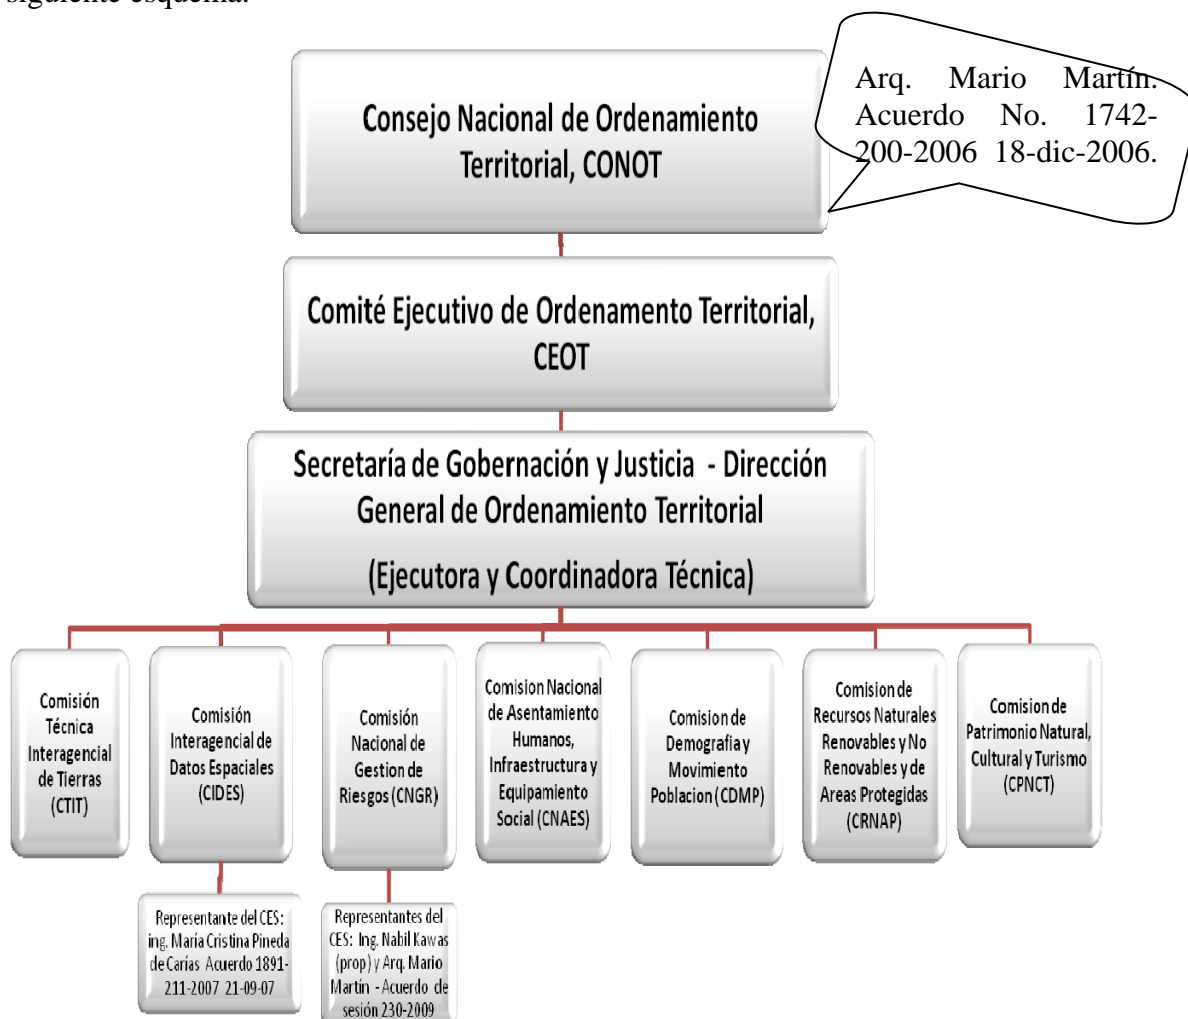 siguiente esquema:
Arq. Mario Martín.
Acuerdo No. 1742-
200-2006 18-dic-2006.
Consejo Nacional de Ordenamiento
Territorial, CONOT
Comité Ejecutivo de Ordenamento Territorial,
CEOT
Secretaría de Gobernación y Justicia - Dirección
General de Ordenamiento Territorial
(Ejecutora y Coordinadora Técnica)
Comisión
Técnica
Interagencial
de Tierras
(CTIT)
Comisión
Interagencial de
Datos Espaciales
(CIDES)
Comisión
Nacional de
Gestion de
Riesgos (CNGR)
Comision Nacional
de Asentamiento
Humanos,
Infraestructura y
Equipamiento
Social (CNAES)
Comision de
Demografia y
Movimiento
Poblacion (CDMP)
Comision de
Recursos Naturales
Renovables y No
Renovables y de
Areas Protegidas
(CRNAP)
Comision de
Patrimonio Natural,
Cultural y Turismo
(CPNCT)
Representante del CES:
ing. María Cristina Pineda
de Carías Acuerdo 1891-
211-2007 21-09-07
Representantes del
CES: Ing. Nabil Kawas
(prop) y Arq. Mario
Martín - Acuerdo de
sesión 230-2009